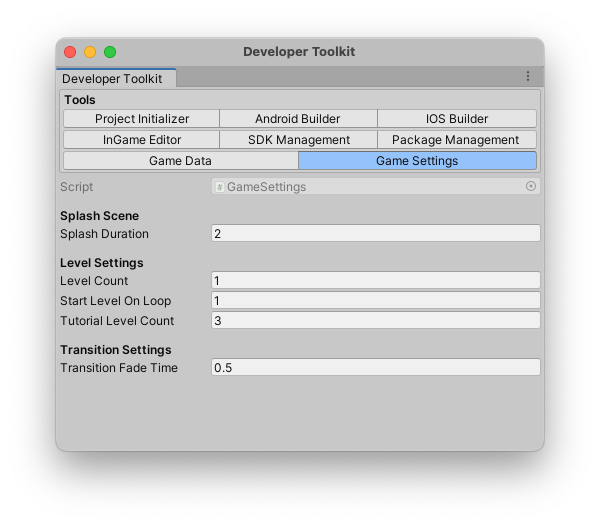 Developer Toolkit
Developer Toolkit
Tools
Project Initializer Android Builder IOS Builder
InGame Editor SDK Management Package Management
Game Data Game Settings
Script # GameSettings
Splash Scene
Splash Duration 2
Level Settings
Level Count 1
Start Level On Loop 1
Tutorial Level Count 3
Transition Settings
Transition Fade Time 0.5